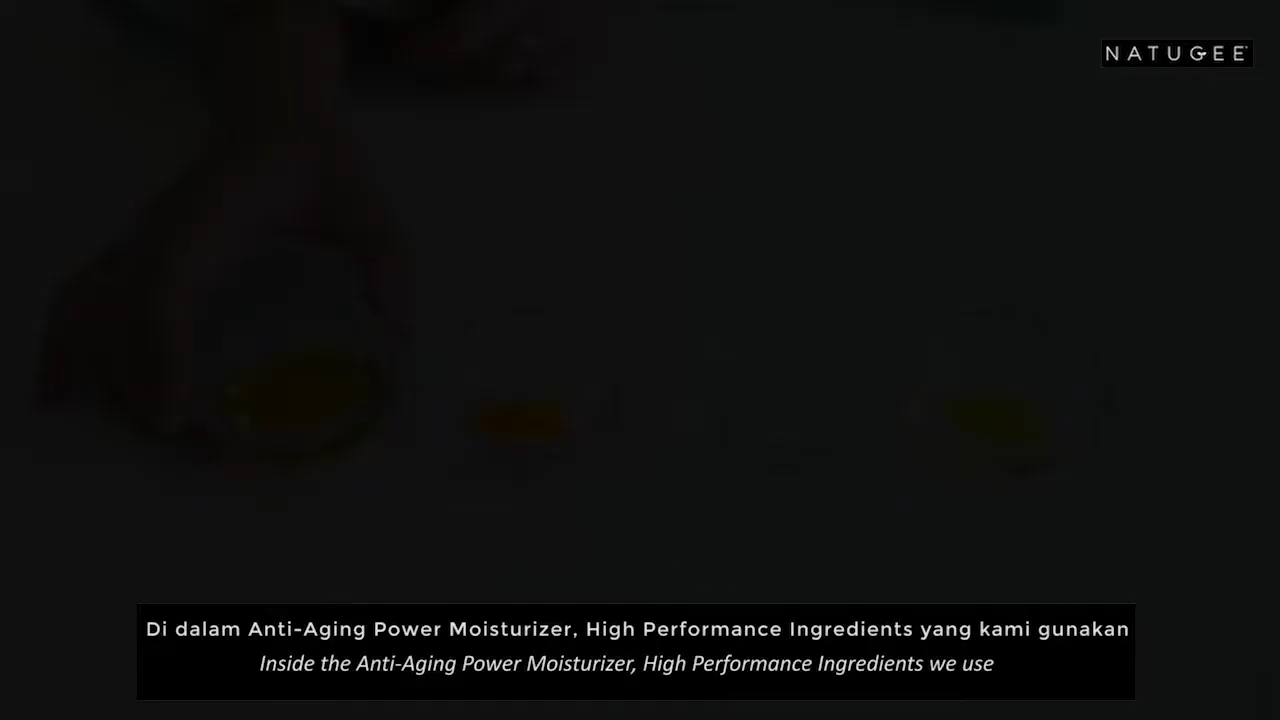 NATUGEE
Di dalam Anti-Aging Power Moisturizer, High Performance Ingredients yang kami gunakan
Inside the Anti-Aging Power Moisturizer, High Performance Ingredients we use